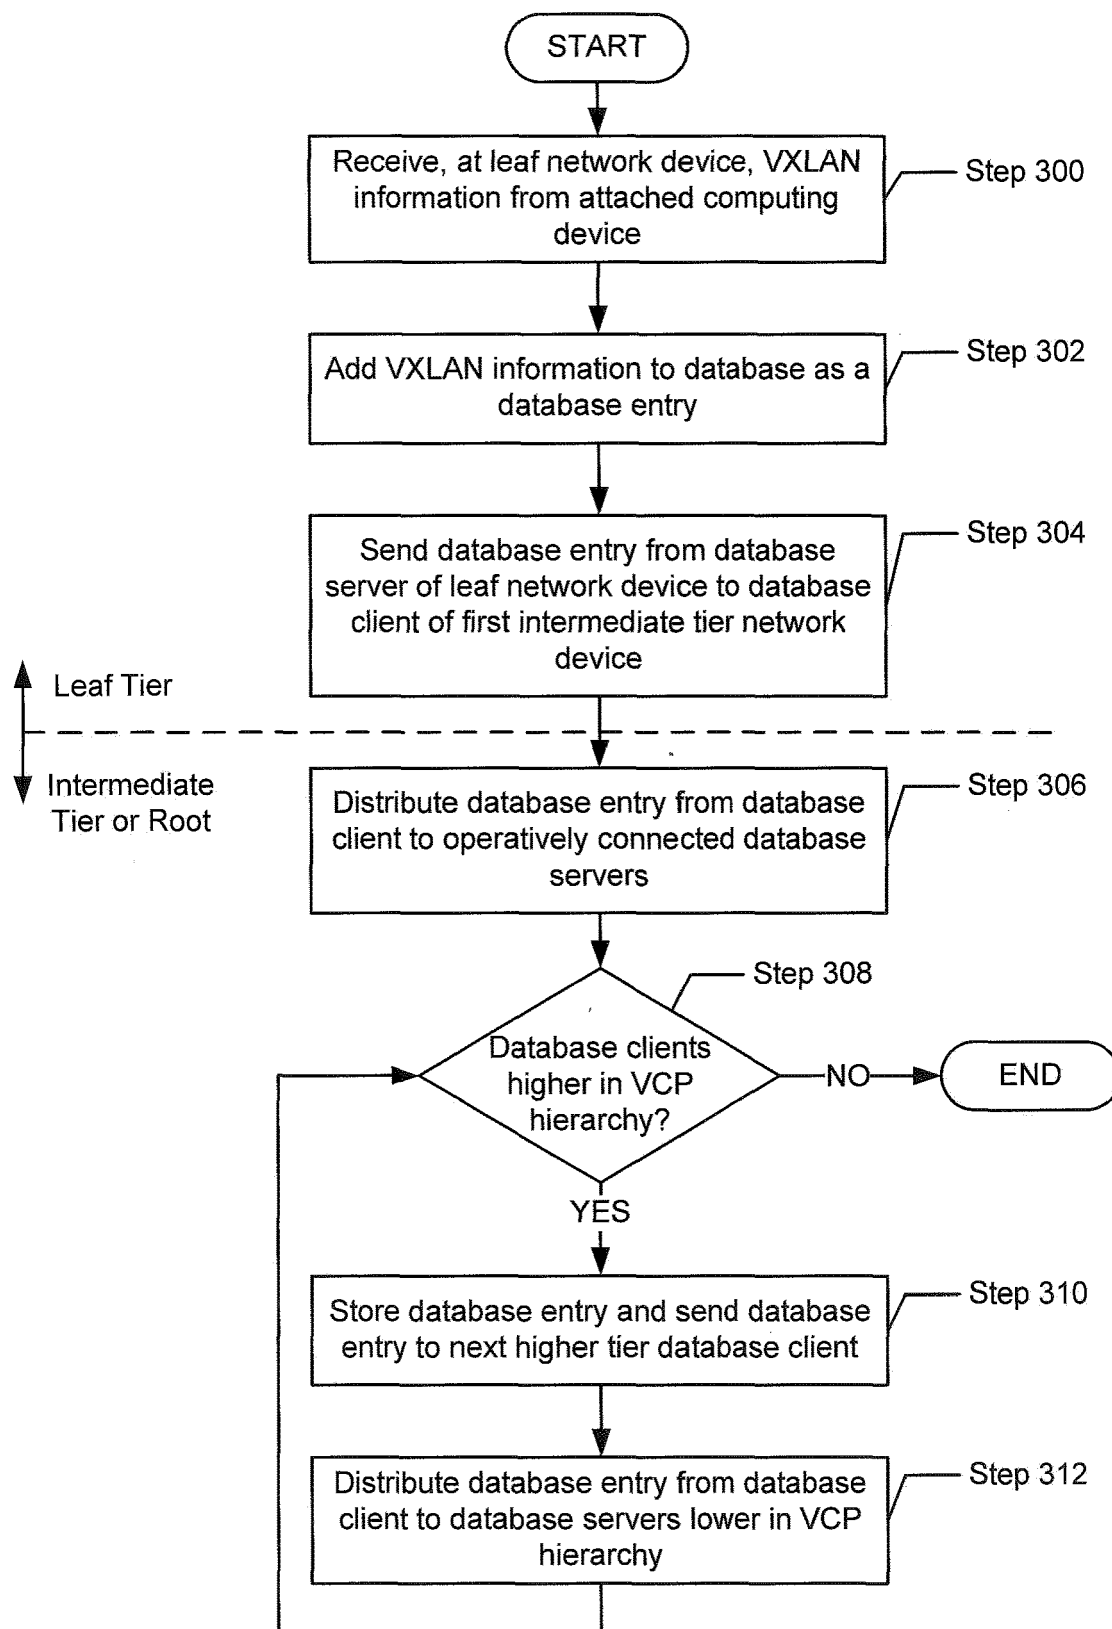 START
Receive, at leaf network device, VXLAN
information from attached computing
device
Step 300
Add VXLAN information to database as a
database entry
Step 302
Send database entry from database
server of leaf network device to database
client of first intermediate tier network
device
Step 304
Leaf Tier
Intermediate
Tier or Root
Distribute database entry from database
client to operatively connected database
servers
Step 306
Step 308
Database clients
higher in VCP
hierarchy?
NO
END
YES
Store database entry and send database
entry to next higher tier database client
Step 310
Distribute database entry from database
client to database servers lower in VCP
hierarchy
Step 312